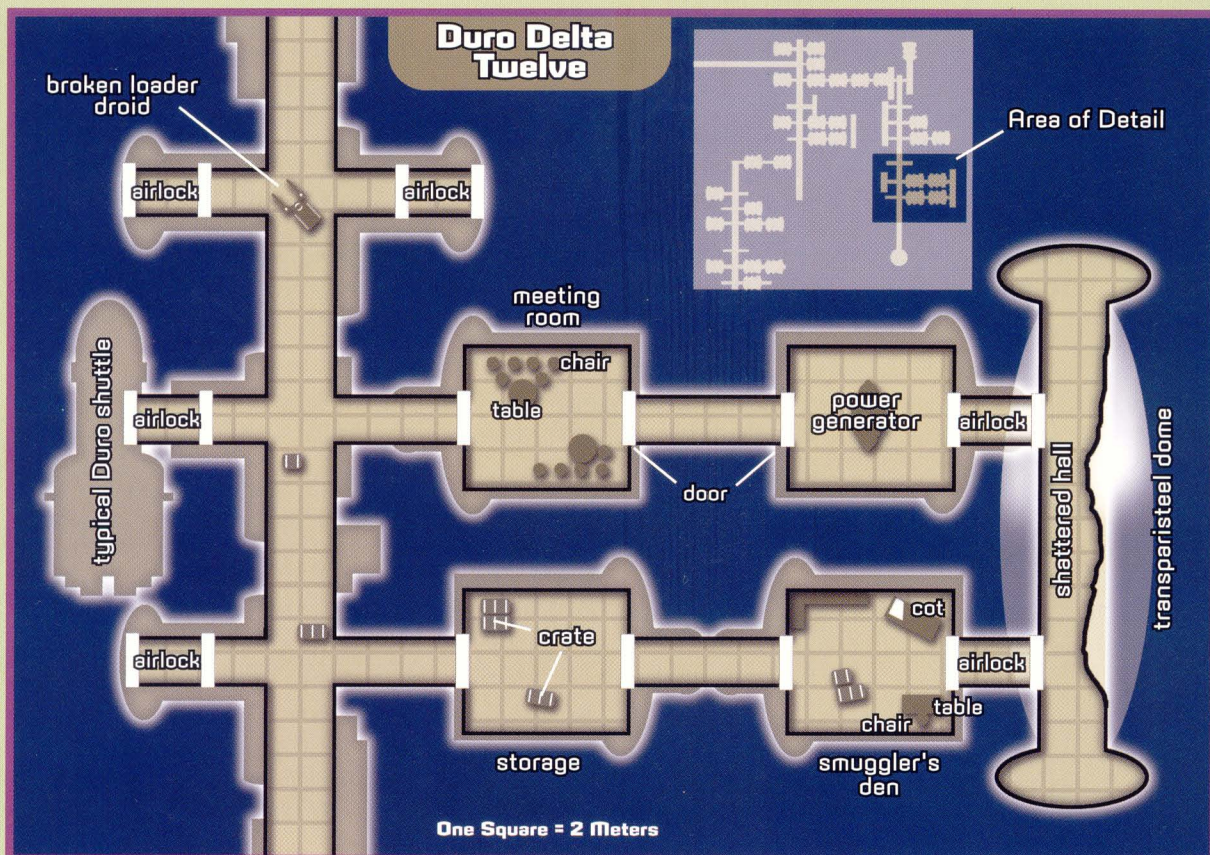 Duro Delta
Twelve
broken loader
droid
Area of Detail
airlock
airlock
meeting
room
chair
table
typical Duro shuttle
airlock
power
generator
airlock
door
shattered hall
transparisteel dome
crate
cot
airlock
airlock
table
chair
storage
smuggler's
den
One Square = 2 Meters